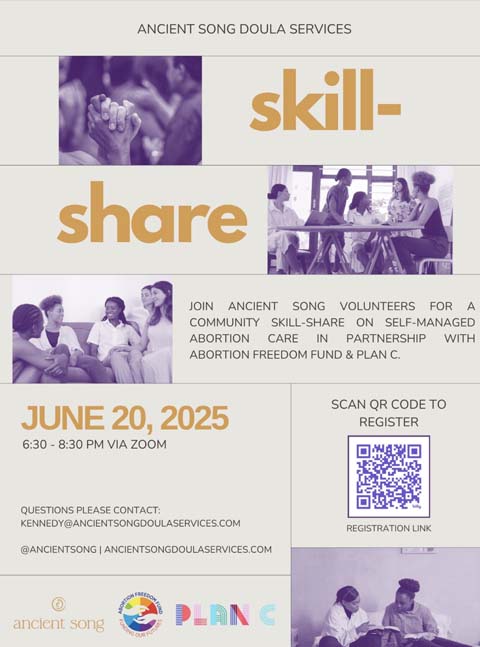 ANCIENT SONG DOULA SERVICES
skill-
share
JOIN ANCIENT SONG VOLUNTEERS FOR A
COMMUNITY SKILL-SHARE ON SELF-MANAGED
ABORTION CARE IN PARTNERSHIP WITH
ABORTION FREEDOM FUND & PLAN C.
JUNE 20, 2025
6:30 - 8:30 PM VIA ZOOM
SCAN QR CODE TO
REGISTER
REGISTRATION LINK
QUESTIONS PLEASE CONTACT:
KENNEDY@ANCIENTSONGDOULASERVICES.COM
@ANCIENTSONG | ANCIENTSONGDOULASERVICES.COM
ancient song
ABORTION FREEDOM FUND
FUNDING OUR FUTURES
PLAN C